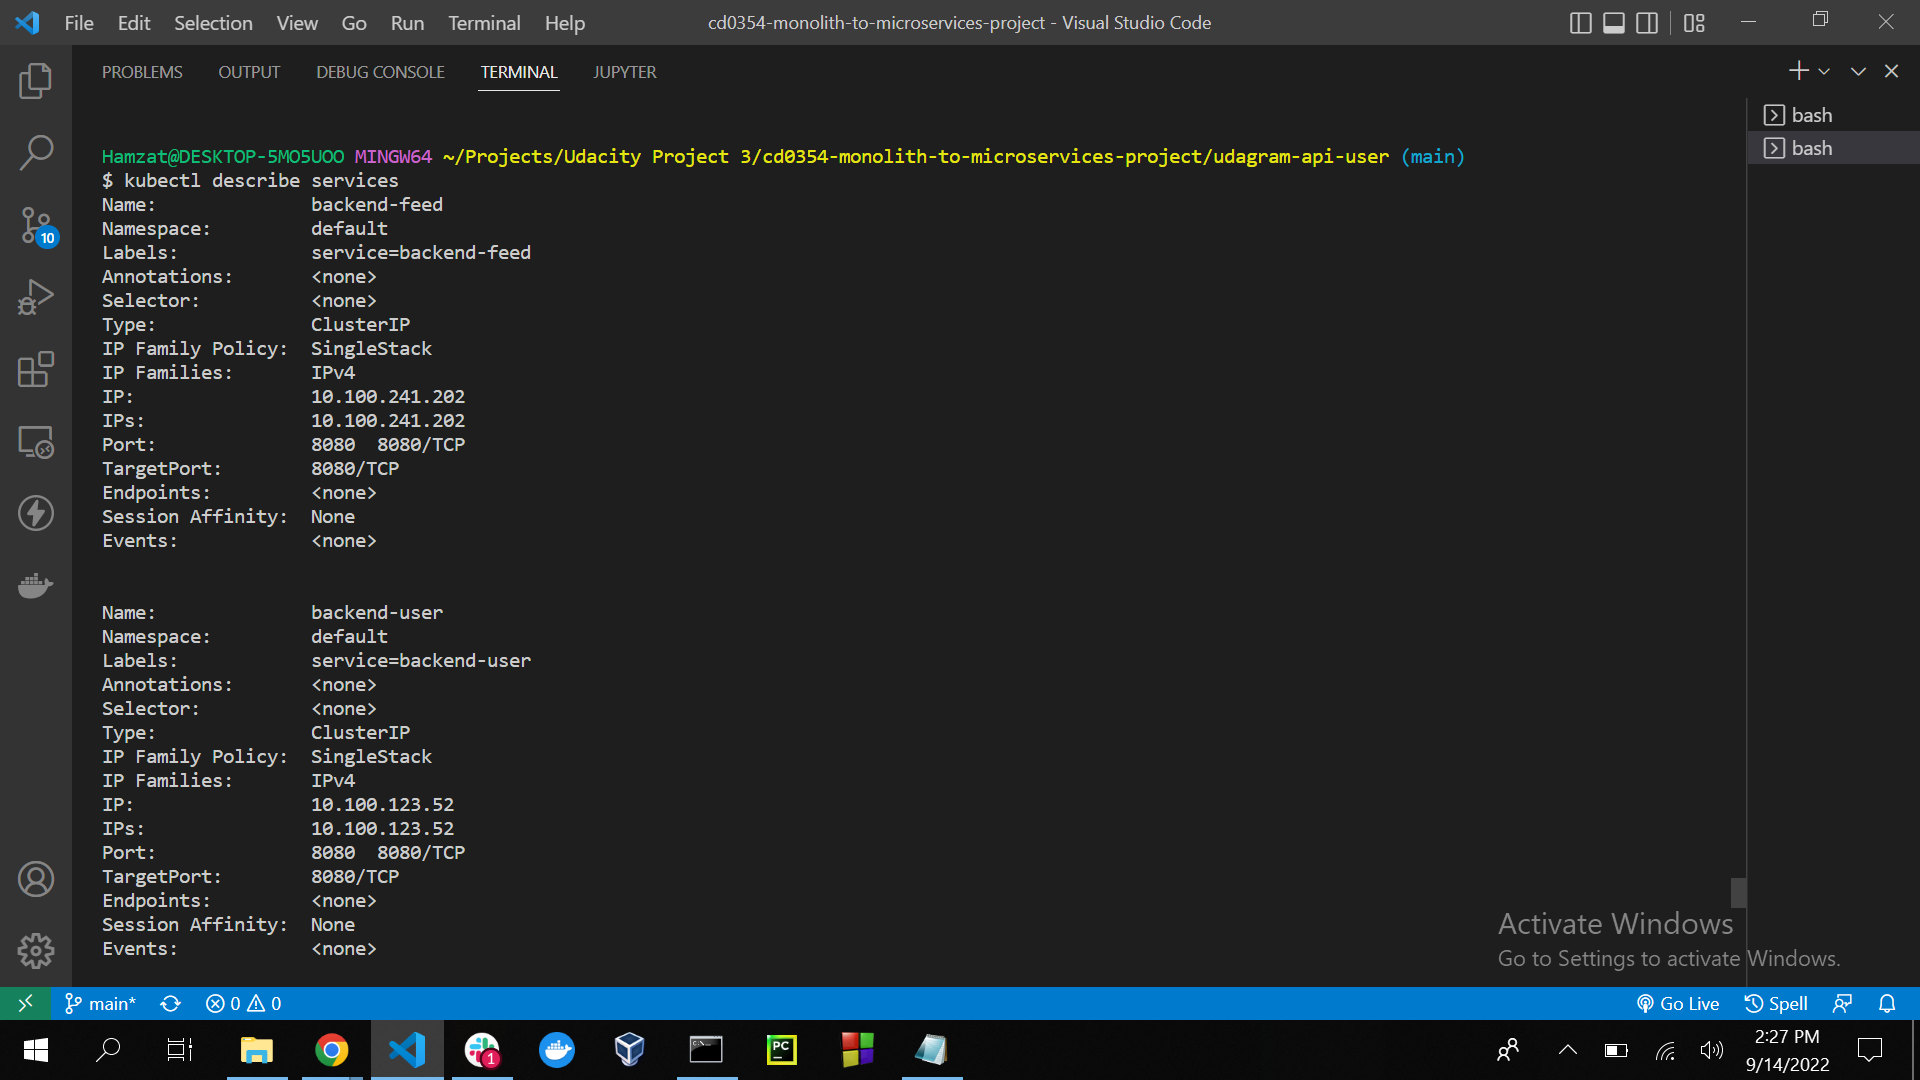 File Edit Selection View Go Run Terminal Help cd0354-monolith-to-microservices-project - Visual Studio Code
PROBLEMS OUTPUT DEBUG CONSOLE TERMINAL JUPYTER
bash
bash
Hamzat@DESKTOP-5MO5UOO MINGW64 ~/Projects/Udacity Project 3/cd0354-monolith-to-microservices-project/udagram-api-user (main)
$ kubectl describe services
Name: backend-feed
Namespace: default
Labels: service=backend-feed
Annotations: <none>
Selector: <none>
Type: ClusterIP
IP Family Policy: SingleStack
IP Families: IPv4
IP: 10.100.241.202
IPs: 10.100.241.202
Port: 8080 8080/TCP
TargetPort: 8080/TCP
Endpoints: <none>
Session Affinity: None
Events: <none>
Name: backend-user
Namespace: default
Labels: service=backend-user
Annotations: <none>
Selector: <none>
Type: ClusterIP
IP Family Policy: SingleStack
IP Families: IPv4
IP: 10.100.123.52
IPs: 10.100.123.52
Port: 8080 8080/TCP
TargetPort: 8080/TCP
Endpoints: <none>
Session Affinity: None
Events: <none>
10
Activate Windows
Go to Settings to activate Windows.
main* 0 0 Go Live Spell
1
PC
2:27 PM
9/14/2022